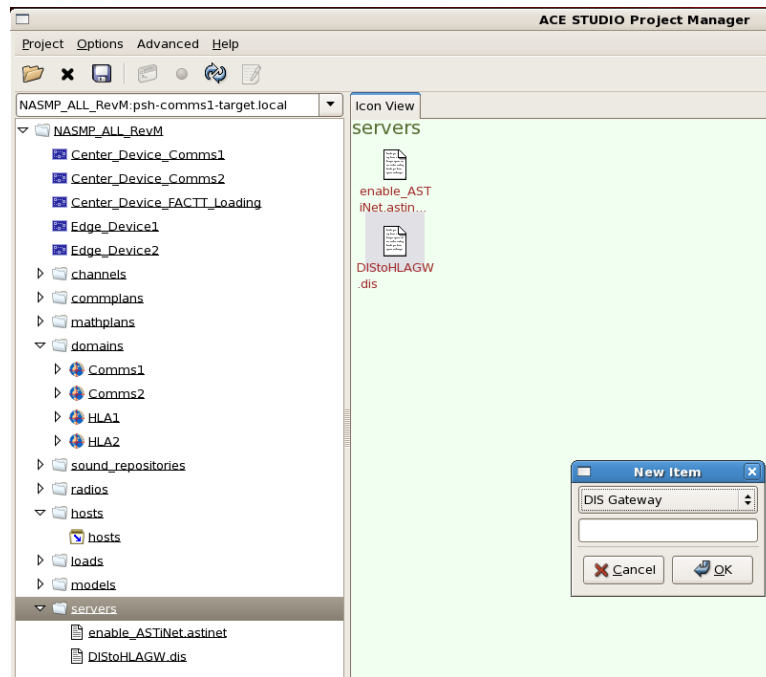 ACE STUDIO Project Manager
Project Options Advanced Help
NASMP_ALL_RevM:psh-comms1-target.local
NASMP_ALL_RevM
Center_Device_Comms1
Center_Device_Comms2
Center_Device_FACTT_Loading
Edge_Device1
Edge_Device2
channels
commplans
mathplans
domains
Comms1
Comms2
HLA1
HLA2
sound_repositories
radios
hosts
hosts
loads
models
servers
enable_ASTiNet.astinet
DIStoHLAGW.dis
Icon View
servers
enable_AST
iNet.astin...
DIStoHLAGW
.dis
New Item
DIS Gateway
Cancel OK